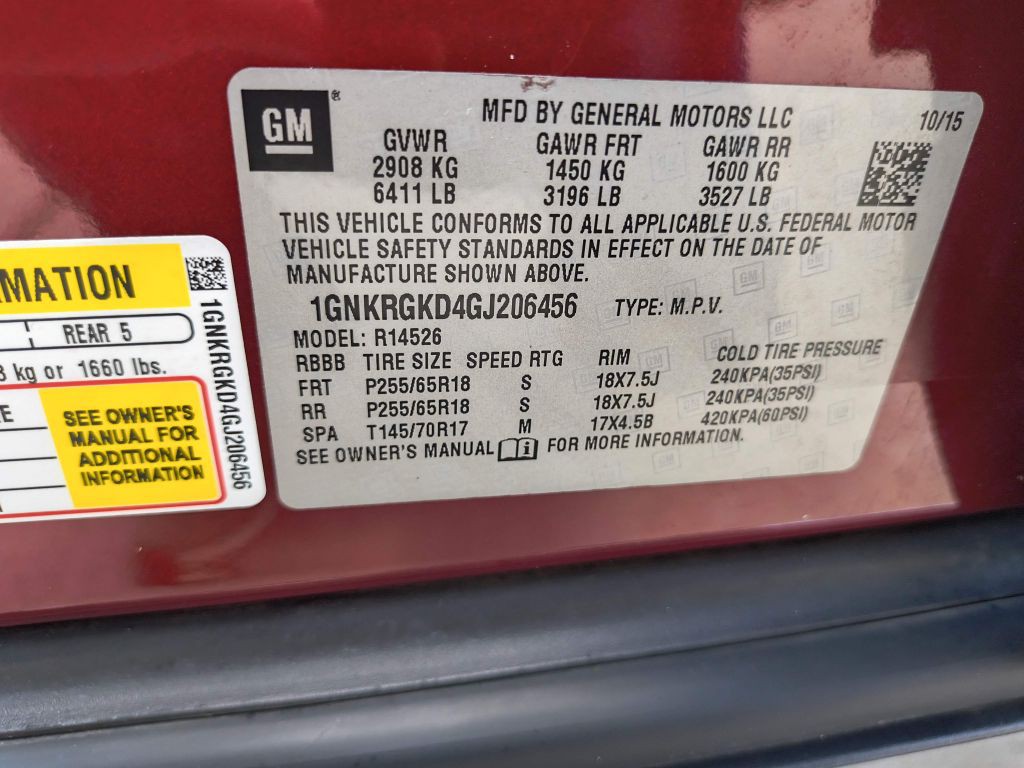 GM®
MFD BY GENERAL MOTORS LLC 10/15
GVWR GAWR FRT GAWR RR
2908 KG 1450 KG 1600 KG
6411 LB 3196 LB 3527 LB
THIS VEHICLE CONFORMS TO ALL APPLICABLE U.S. FEDERAL MOTOR
VEHICLE SAFETY STANDARDS IN EFFECT ON THE DATE OF
MANUFACTURE SHOWN ABOVE.
1GNKRGKD4GJ206456 TYPE: M.P.V.
MODEL: R14526
RBBB TIRE SIZE SPEED RTG RIM COLD TIRE PRESSURE
FRT P255/65R18 S 18X7.5J 240KPA(35PSI)
RR P255/65R18 S 18X7.5J 240KPA(35PSI)
SPA T145/70R17 M 17X4.5B 420KPA(60PSI)
SEE OWNER'S MANUAL i FOR MORE INFORMATION.
RMATION
REAR 5
kg or 1660 lbs.
SEE OWNER'S
MANUAL FOR
ADDITIONAL
INFORMATION
1GNKRGKD4GJ206456